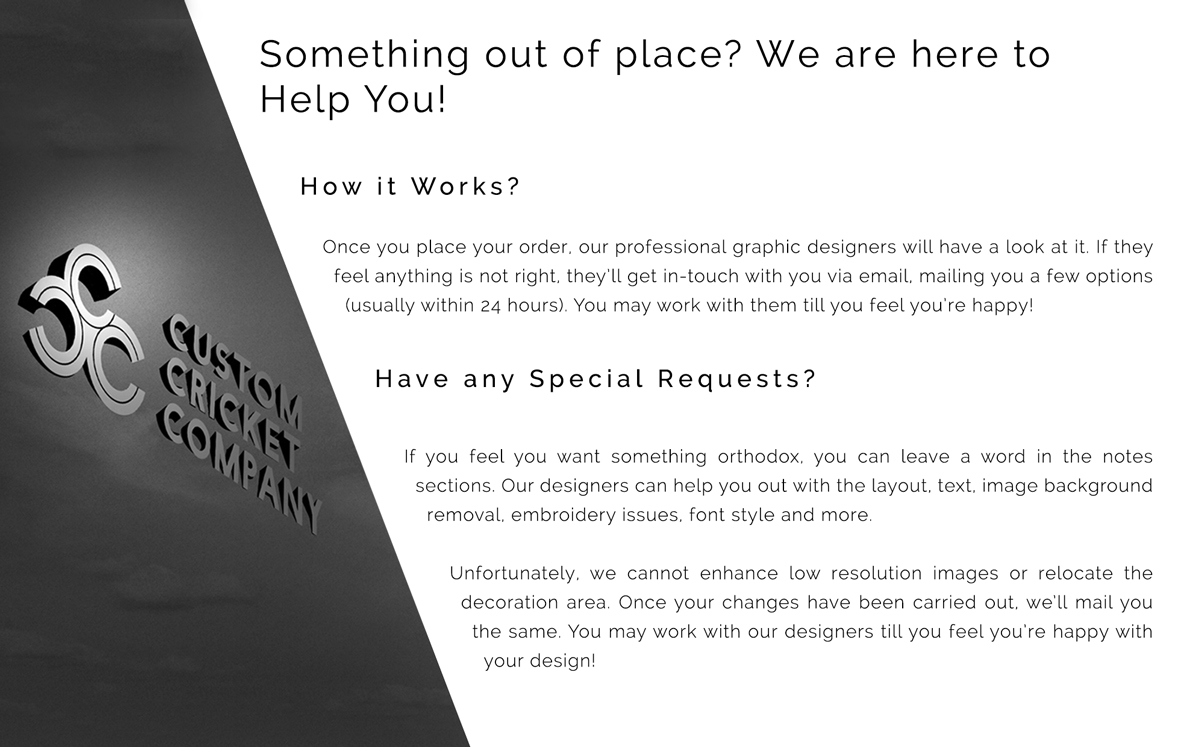 Something out of place? We are here to
Help You!
How it Works?
Once you place your order, our professional graphic designers will have a look at it. If they
feel anything is not right, they'll get in-touch with you via email, mailing you a few options
(usually within 24 hours). You may work with them till you feel you're happy!
CUSTOM
CRICKET
COMPANY
Have any Special Requests?
If you feel you want something orthodox, you can leave a word in the notes
sections. Our designers can help you out with the layout, text, image background
removal, embroidery issues, font style and more.
Unfortunately, we cannot enhance low resolution images or relocate the
decoration area. Once your changes have been carried out, we'll mail you
the same. You may work with our designers till you feel you're happy with
your design!